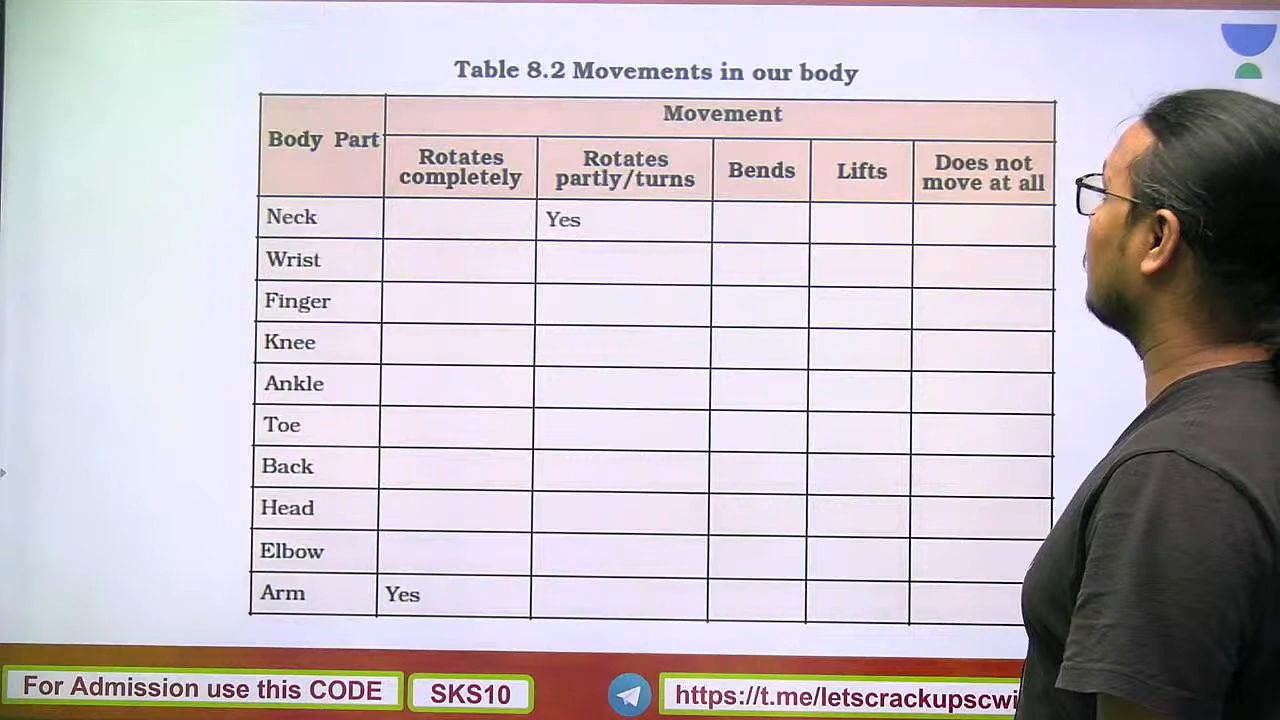 Table 8.2 Movements in our body
Body Part
Movement
Rotates completely
Rotates partly/turns
Bends
Lifts
Does not move at all
Neck Yes
Wrist
Finger
Knee
Ankle
Toe
Back
Head
Elbow
Arm Yes
For Admission use this CODE
SKS10
https://t.me/letscrackupscwi